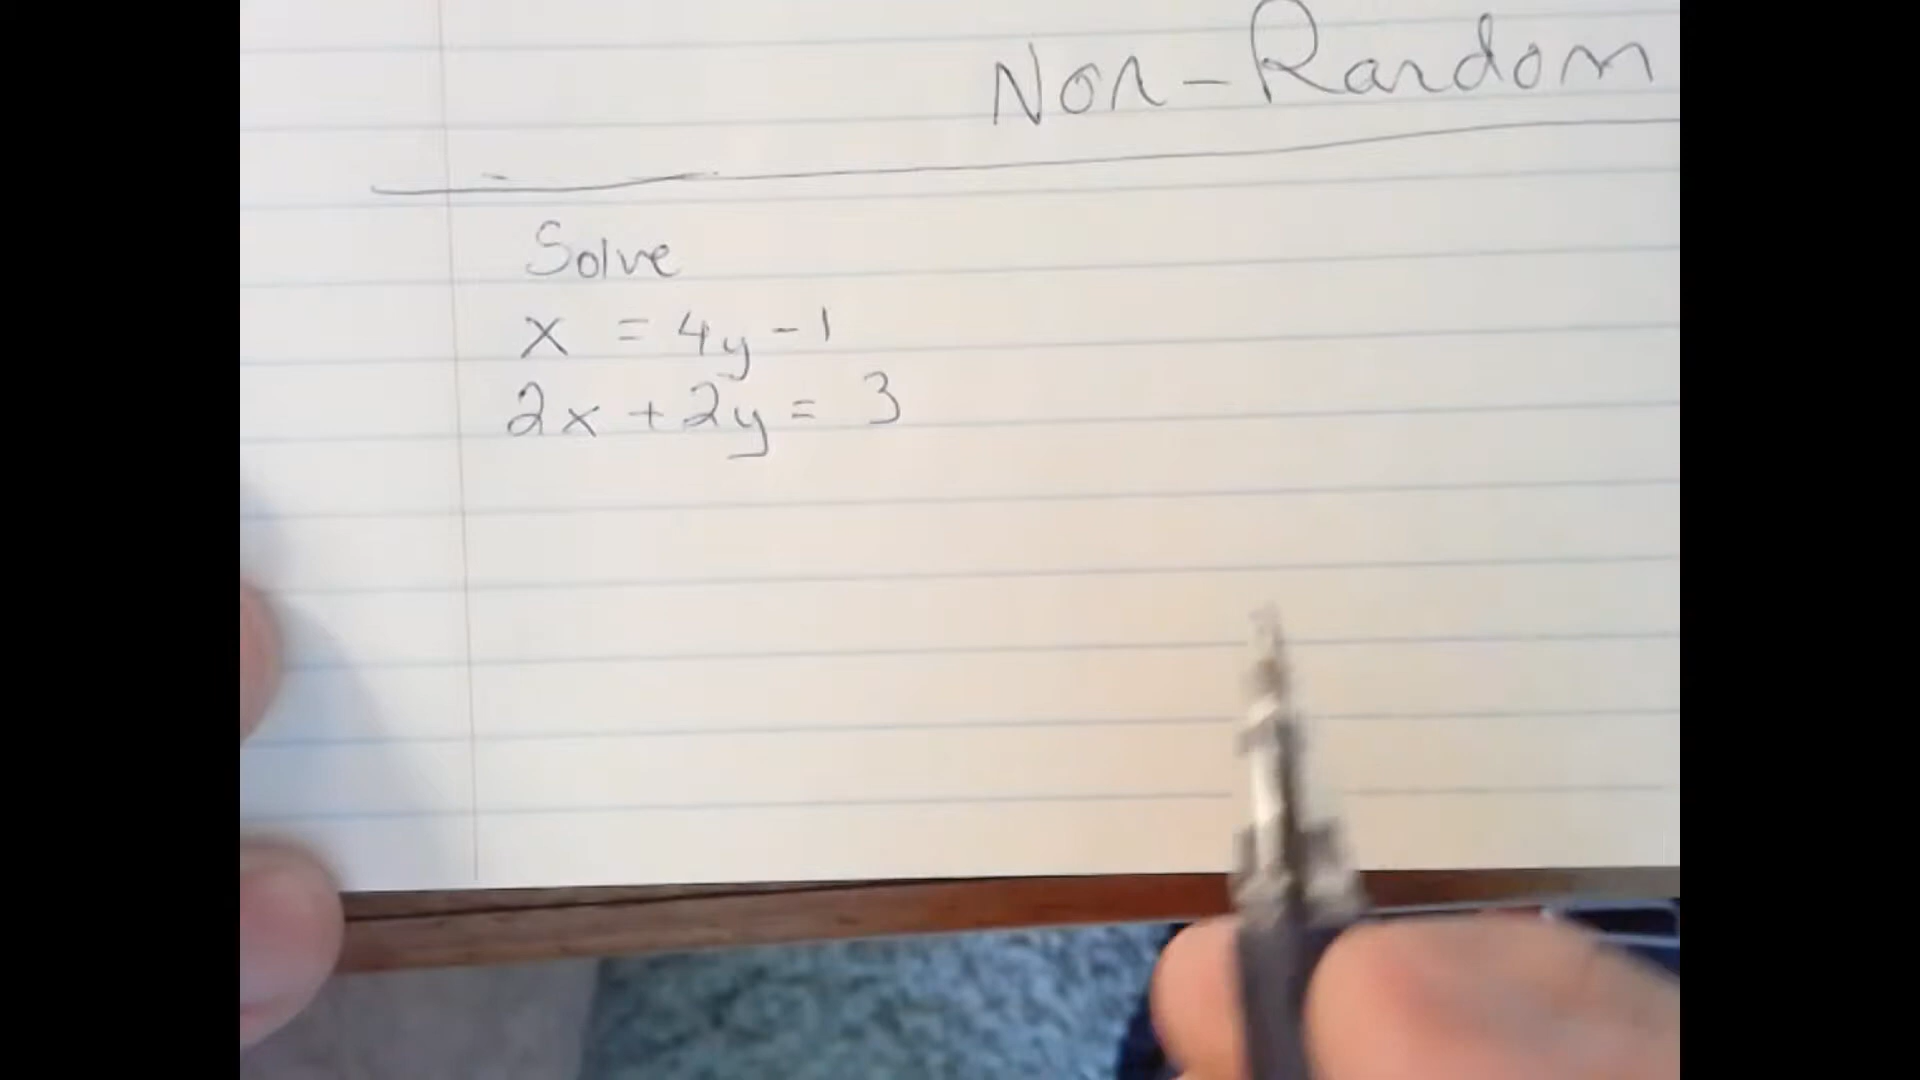 Non-Random
Solve
x = 4y - 1
2x + 2y = 3